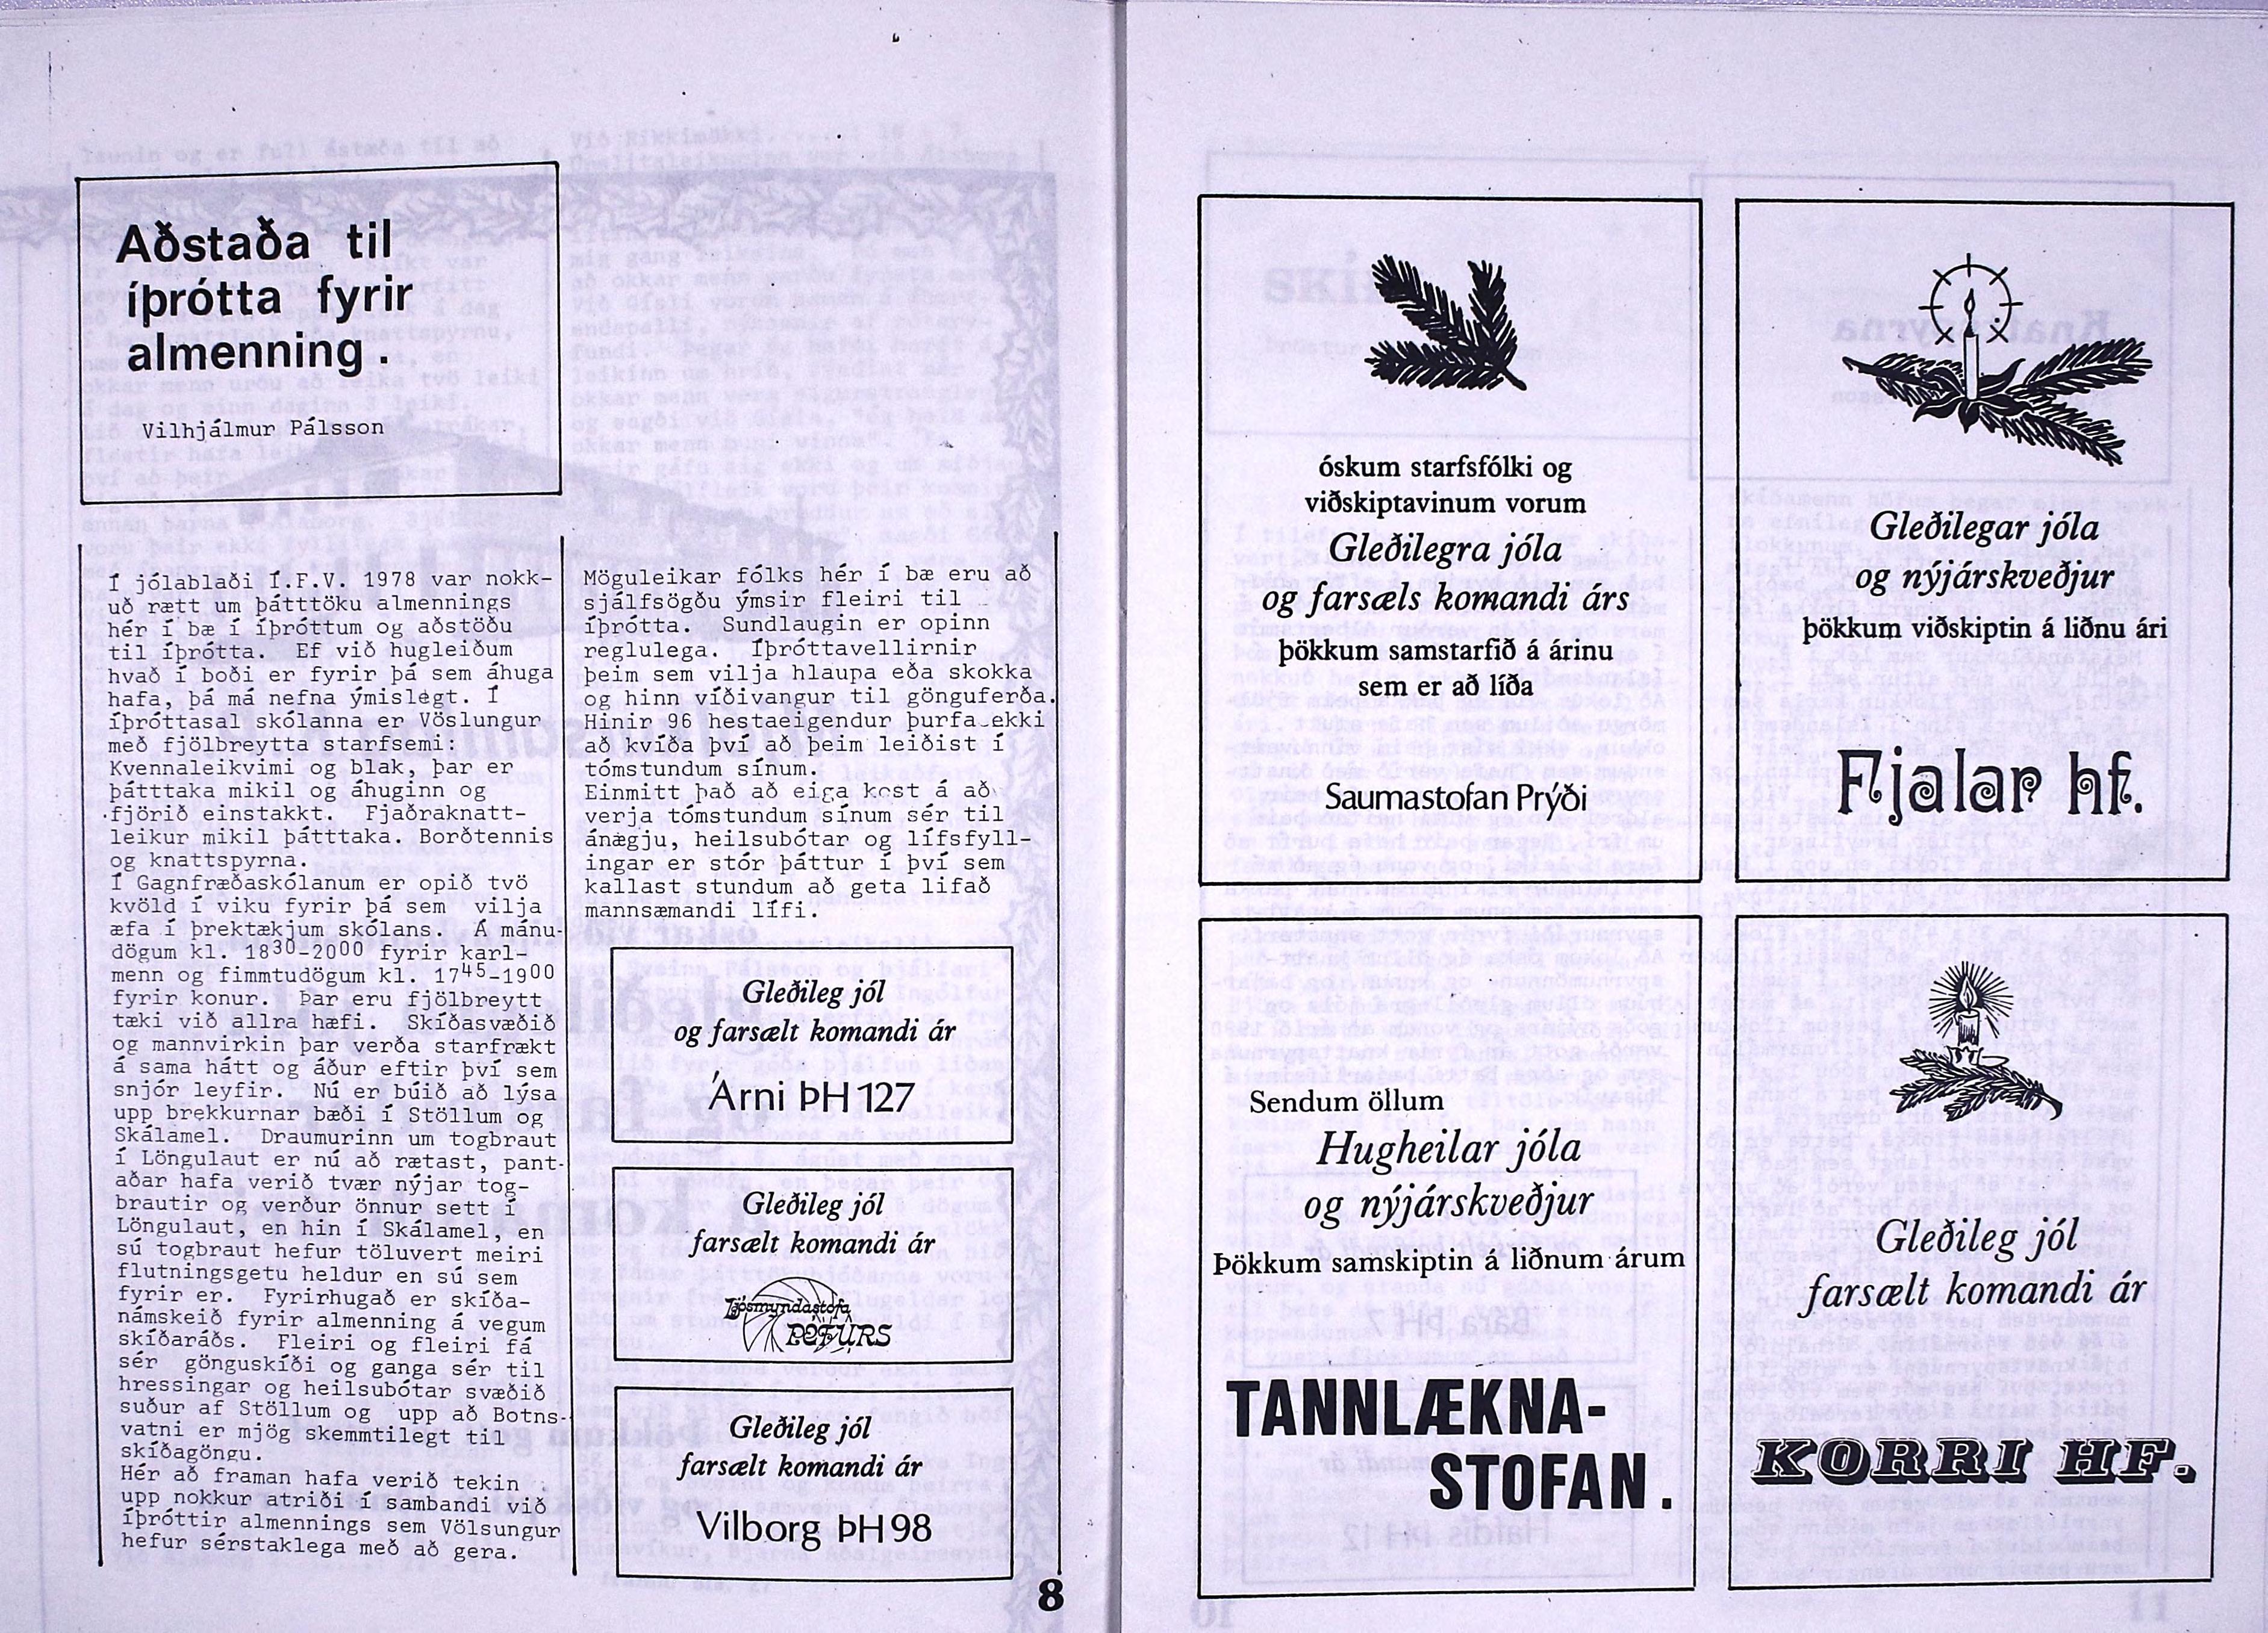 Aðstaða til
íþrótta fyrir
almenning.
Vilhjálmur Pálsson
Í jólablaði Í.F.V. 1978 var nokk-
uð rætt um þátttöku almennings
hér í bæ í íþróttum og aðstöðu
til íþrótta. Ef við hugleiðum
hvað í boði er fyrir þá sem áhuga
hafa, þá má nefna ýmislegt. Í
íþróttasal skólanna er Vöslungur
með fjölbreytta starfsemi:
Kvennaleikvimi og blak, þar er
þátttaka mikil og áhuginn og
fjörið einstakkt. Fjaðraknatt-
leikur mikil þátttaka. Borðtennis
og knattspyrna.
Í Gagnfræðaskólanum er opið tvö
kvöld í viku fyrir þá sem vilja
æfa í þrektækjum skólans. Á mánu-
dögum kl. 1830-2000 fyrir karl-
menn og fimmtudögum kl. 1745-1900
fyrir konur. Þar eru fjölbreytt
tæki við allra hæfi. Skíðasvæðið
og mannvirkin þar verða starfrækt
á sama hátt og áður eftir því sem
snjór leyfir. Nú er búið að lýsa
upp brekkurnar bæði í Stöllum og
Skálamel. Draumurinn um togbraut
í Löngulaut er nú að rætast, pant-
aðar hafa verið tvær nýjar tog-
brautir og verður önnur sett í
Löngulaut, en hin í Skálamel, en
sú togbraut hefur töluvert meiri
flutningsgetu heldur en sú sem
fyrir er. Fyrirhugað er skíða-
námskeið fyrir almenning á vegum
skíðaráðs. Fleiri og fleiri fá
sér gönguskíði og ganga sér til
hressingar og heilsubótar svæðið
suður af Stöllum og upp að Botns-
vatni er mjög skemmtilegt til
skíðagöngu.
Hér að framan hafa verið tekin
upp nokkur atriði í sambandi við
íþróttir almennings sem Völsungur
hefur sérstaklega með að gera.
Möguleikar fólks hér í bæ eru að
sjálfsögðu ýmsir fleiri til
íþrótta. Sundlaugin er opinn
reglulega. Íþróttavellirnir
þeim sem vilja hlaupa eða skokka
og hinn víðivangur til gönguferða.
Hinir 96 hestaeigendur þurfa ekki
að kvíða því að þeim leiðist í
tómstundum sínum.
Einmitt það að eiga kost á að
verja tómstundum sínum sér til
ánægju, heilsubótar og lífsfyll-
ingar er stór þáttur í því sem
kallast stundum að geta lifað
mannsæmandi lífi.
Gleðileg jól
og farsælt komandi ár
Árni ÞH 127
Gleðileg jól
farsælt komandi ár
Ljósmyndastofa
PÉTURS
Gleðileg jól
farsælt komandi ár
Vilborg ÞH 98
8
óskum starfsfólki og
viðskiptavinum vorum
Gleðilegra jóla
og farsæls komandi árs
þökkum samstarfið á árinu
sem er að líða
Saumastofan Prýði
Gleðilegar jóla
og nýjárskveðjur
þökkum viðskiptin á liðnu ári
Fjalar hf.
Sendum öllum
Hugheilar jóla
og nýjárskveðjur
Þökkum samskiptin á liðnum árum
TANNLÆKNA-
STOFAN.
Gleðileg jól
farsælt komandi ár
KORRI HF.